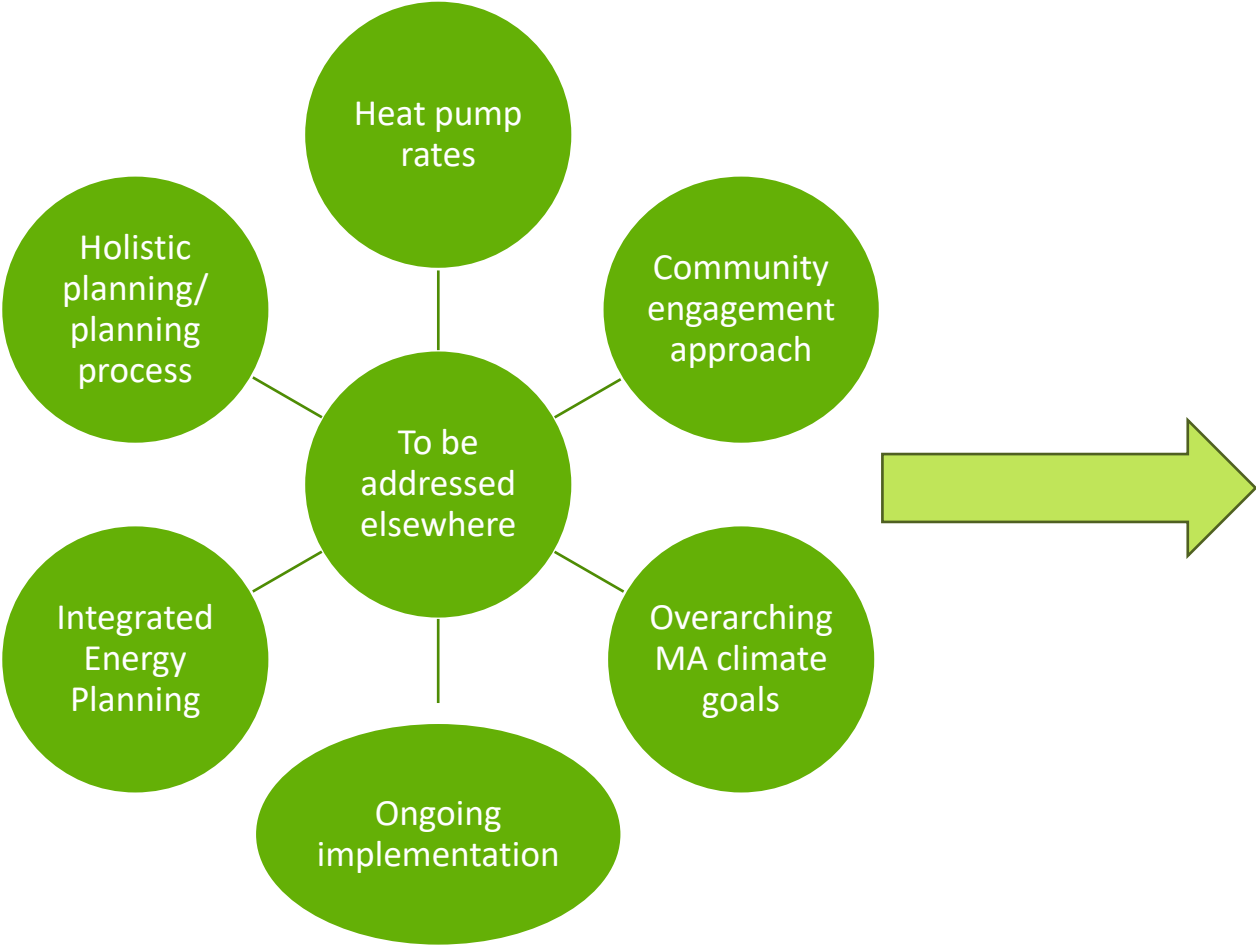 Heat pump
rates
Holistic
planning/
planning
process
Community
engagement
approach
To be
addressed
elsewhere
Integrated
Energy
Planning
Overarching
MA climate
goals
Ongoing
implementation